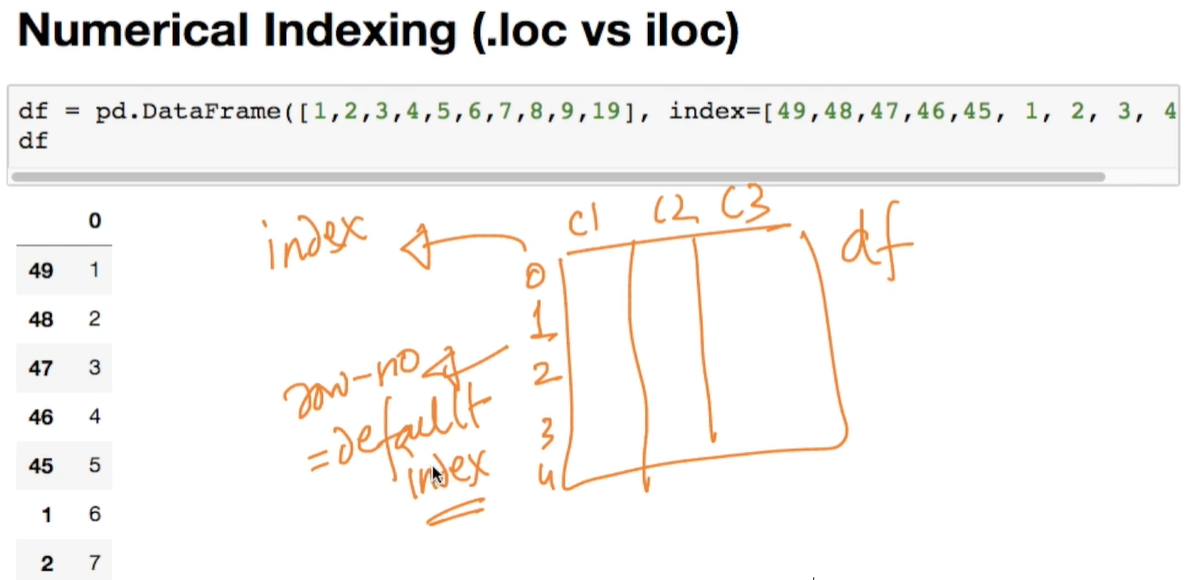 Numerical Indexing (.loc vs iloc)
df = pd.DataFrame([1,2,3,4,5,6,7,8,9,19], index=[49,48,47,46,45, 1, 2, 3, 4
df
0
49 1
48 2
47 3
46 4
45 5
1 6
2 7
index
C1 C2 C3
df
0
1
2
3
4
row-no
=default
index